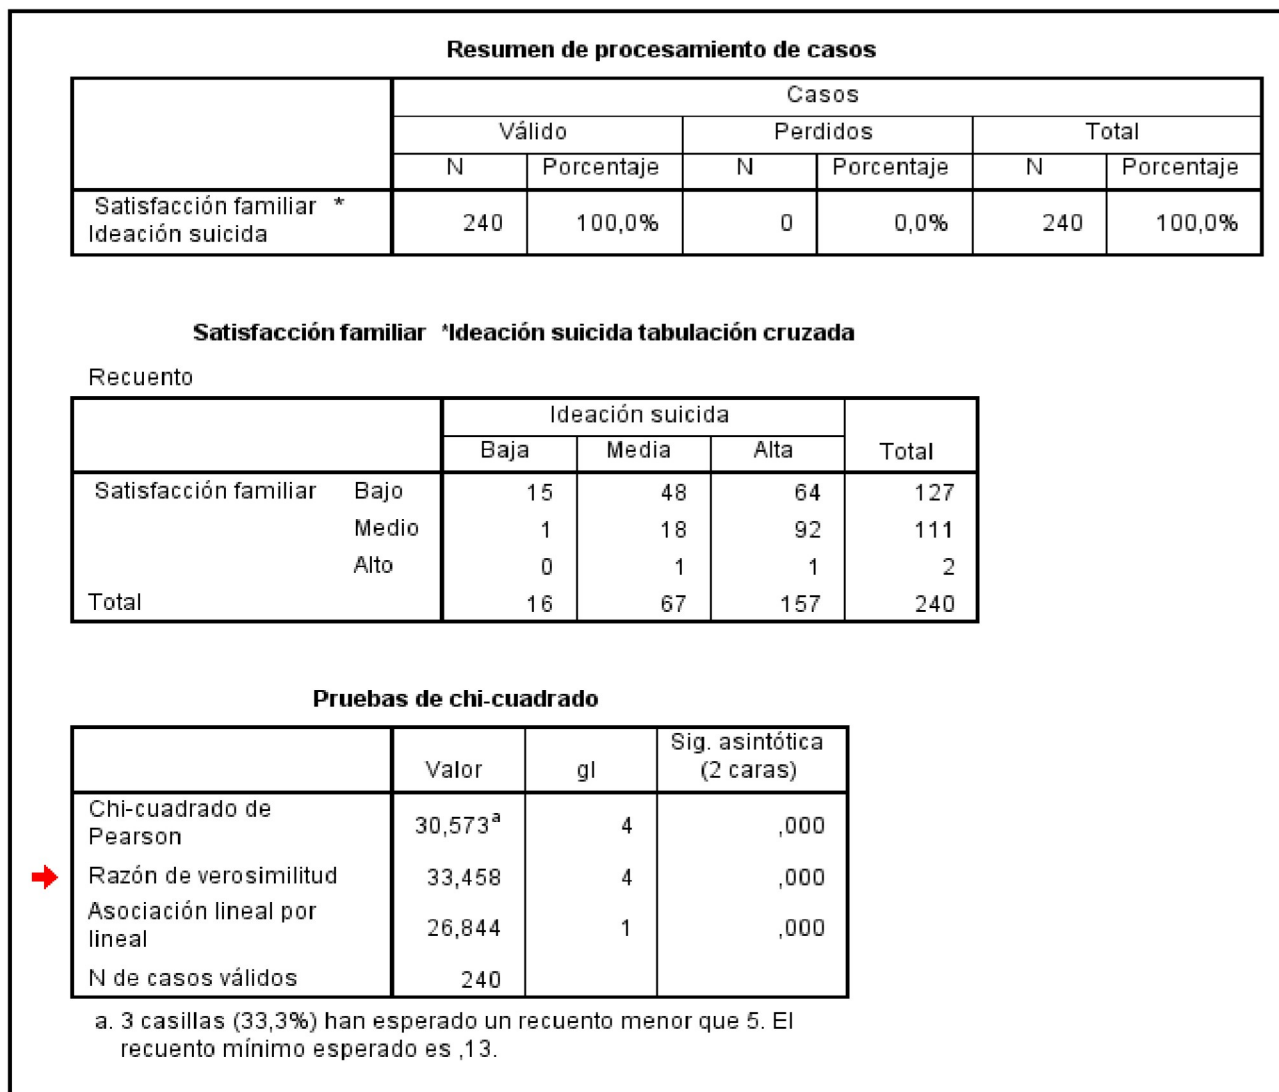 Resumen de procesamiento de casos
Casos
Válido Perdidos Total
N Porcentaje N Porcentaje N Porcentaje
Satisfacción familiar *
Ideación suicida 240 100,0% 0 0,0% 240 100,0%
Satisfacción familiar *Ideación suicida tabulación cruzada
Recuento
Ideación suicida
Baja Media Alta Total
Satisfacción familiar Bajo 15 48 64 127
Medio 1 18 92 111
Alto 0 1 1 2
Total 16 67 157 240
Pruebas de chi-cuadrado
Valor gl Sig. asintótica
(2 caras)
Chi-cuadrado de
Pearson 30,573a 4 ,000
Razón de verosimilitud 33,458 4 ,000
Asociación lineal por
lineal 26,844 1 ,000
N de casos válidos 240
a. 3 casillas (33,3%) han esperado un recuento menor que 5. El
recuento mínimo esperado es ,13.